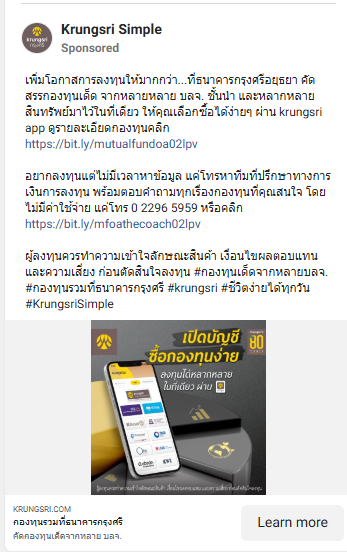 Krungsri Simple
krungsri
กรุงศรี
Sponsored
เพิ่มโอกาสการลงทุนให้มากกว่า...ที่ธนาคารกรุงศรีอยุธยา คัด
สรรกองทุนเด็ด จากหลายหลาย บลจ. ชั้นนำ และหลากหลาย
สินทรัพย์มาไว้ในที่เดียว ให้คุณเลือกซื้อได้ง่ายๆ ผ่าน krungsri
app ดูรายละเอียดกองทุนคลิก
https://bit.ly/mutualfundoa02lpv
อยากลงทุนแต่ไม่มีเวลาหาข้อมูล แค่โทรหาทีมที่ปรึกษาทางการ
เงินการลงทุน พร้อมตอบคำถามทุกเรื่องกองทุนที่คุณสนใจ โดย
ไม่มีค่าใช้จ่าย แค่โทร 0 2296 5959 หรือคลิก
https://bit.ly/mfoathecoach02lpv
ผู้ลงทุนควรทำความเข้าใจลักษณะสินค้า เงื่อนไขผลตอบแทน
และความเสี่ยง ก่อนตัดสินใจลงทุน #กองทุนเด็ดจากหลายบลจ.
#กองทุนรวมที่ธนาคารกรุงศรี #krungsri #ชีวิตง่ายได้ทุกวัน
#KrungsriSimple
เปิดบัญชี
ซื้อกองทุนง่าย
ลงทุนได้หลากหลาย
ในที่เดียว ผ่าน
80
KRUNGSRI.COM
กองทุนรวมที่ธนาคารกรุงศรี
คัดกองทุนเด็ดจากหลาย บลจ.
Learn more